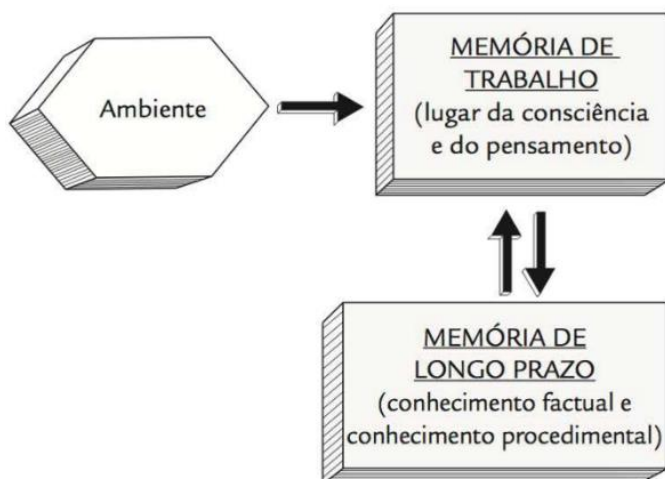 Ambiente
MEMÓRIA DE
TRABALHO
(lugar da consciência
e do pensamento)
MEMÓRIA DE
LONGO PRAZO
(conhecimento factual e
conhecimento procedimental)